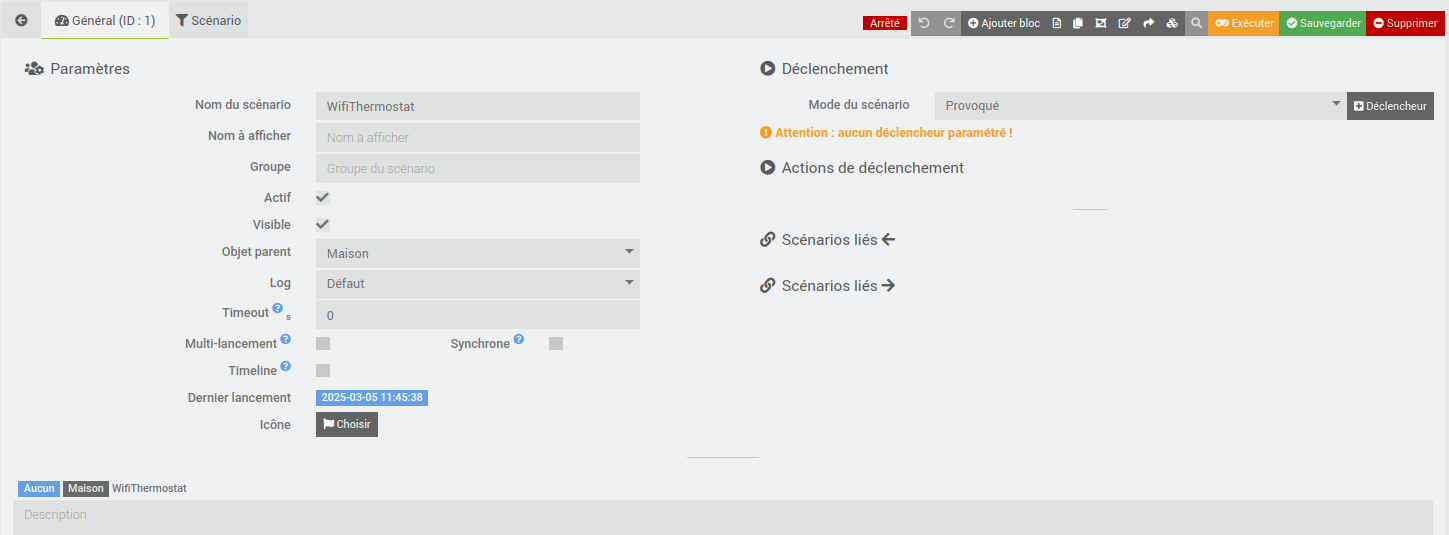 Général (ID : 1)
Scénario
Arrêté
Ajouter bloc
Exécuter
Sauvegarder
Supprimer
Paramètres
Nom du scénario
WifiThermostat
Nom à afficher
Nom à afficher
Groupe
Groupe du scénario
Actif
Visible
Objet parent
Maison
Log
Défaut
Timeout ? s
0
Multi-lancement ?
Synchrone ?
Timeline ?
Dernier lancement
2025-03-05 11:45:38
Icône
Choisir
Déclenchement
Mode du scénario
Provoqué
Déclencheur
Attention : aucun déclencheur paramétré !
Actions de déclenchement
Scénarios liés
Scénarios liés
Aucun Maison WifiThermostat
Description